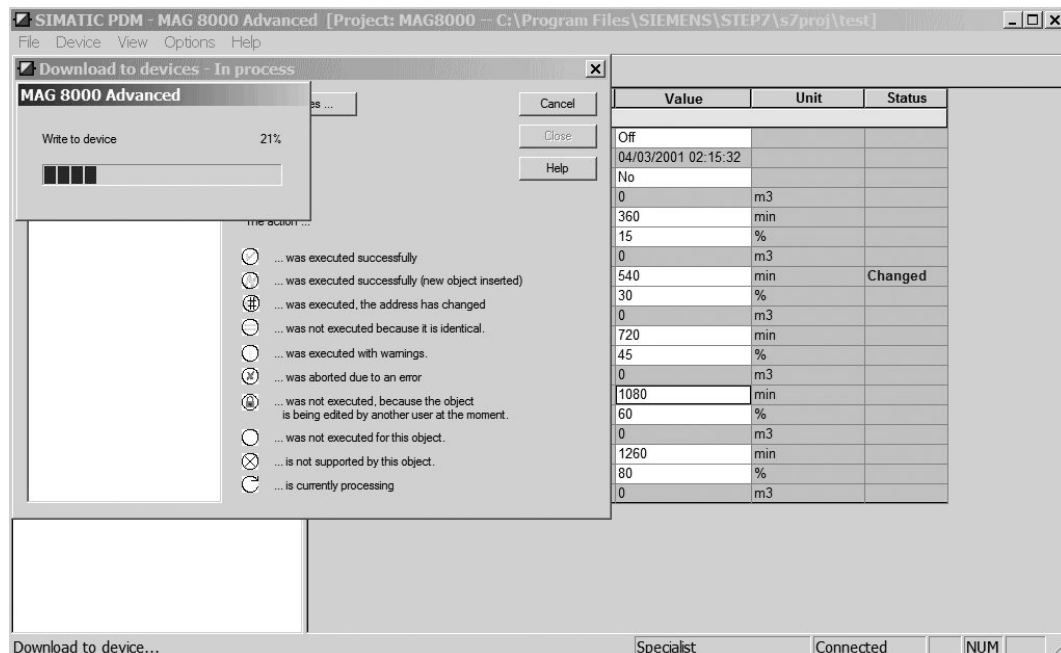 SIMATIC PDM - MAG 8000 Advanced [Project: MAG8000 -- C:\Program Files\SIEMENS\STEP7\s7proj\test]
File Device View Options Help
Download to devices - In process
MAG 8000 Advanced
Write to device 21%
es ...
Cancel
Close
Help
The action ...
... was executed successfully
... was executed successfully (new object inserted)
... was executed, the address has changed
... was not executed because it is identical.
... was executed with warnings.
... was aborted due to an error
... was not executed, because the object
is being edited by another user at the moment.
... was not executed for this object.
... is not supported by this object.
... is currently processing
Value Unit Status
Off
04/03/2001 02:15:32
No
0 m3
360 min
15 %
0 m3
540 min Changed
30 %
0 m3
720 min
45 %
0 m3
1080 min
60 %
0 m3
1260 min
80 %
0 m3
Download to device...
Specialist
Connected
NUM